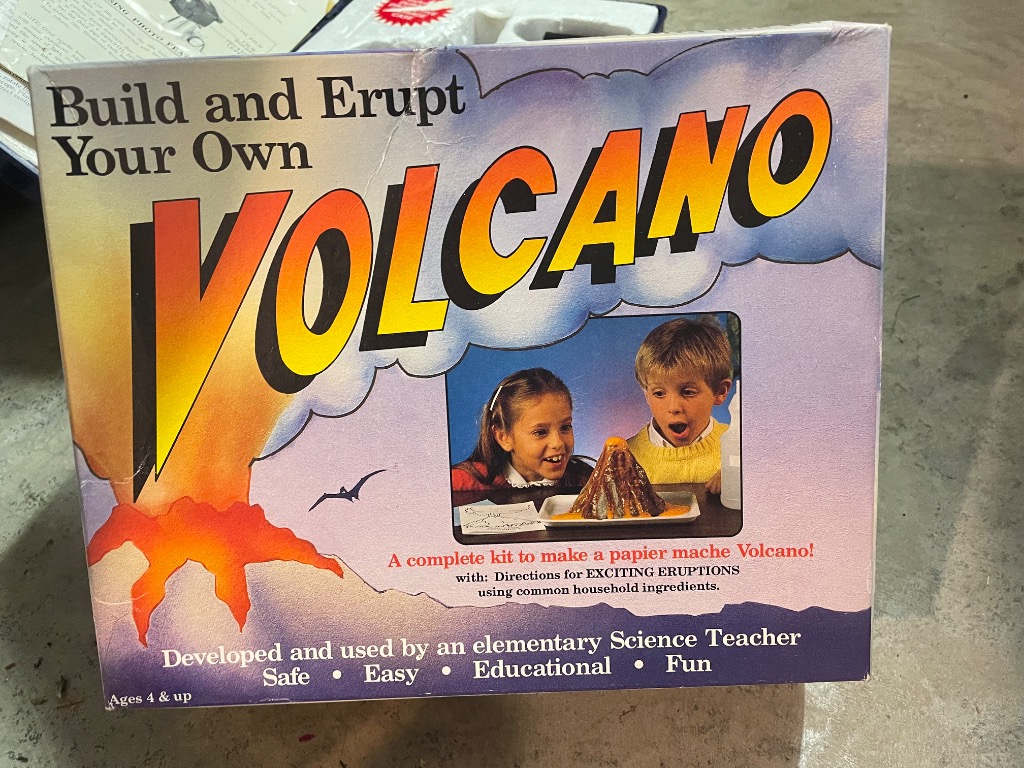 Build and Erupt
Your Own
VOLCANO
A complete kit to make a papier mache Volcano!
with: Directions for EXCITING ERUPTIONS
using common household ingredients.
Developed and used by an elementary Science Teacher
Safe • Easy • Educational • Fun
Ages 4 & up